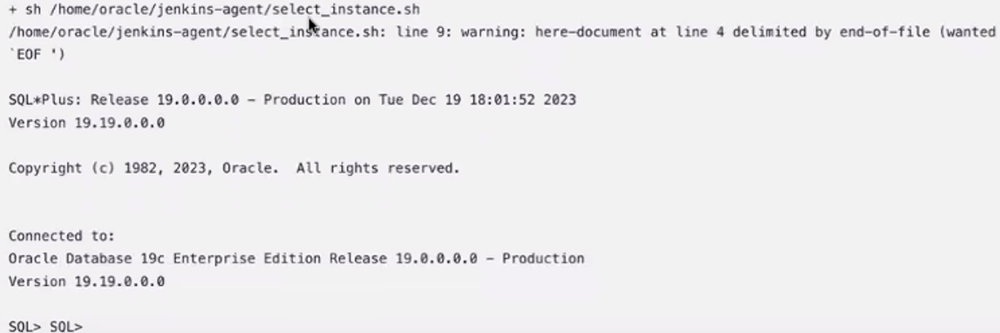 + sh /home/oracle/jenkins-agent/select_instance.sh
/home/oracle/jenkins-agent/select_instance.sh: line 9: warning: here-document at line 4 delimited by end-of-file (wanted
`EOF ')
SQL*Plus: Release 19.0.0.0.0 - Production on Tue Dec 19 18:01:52 2023
Version 19.19.0.0.0
Copyright (c) 1982, 2023, Oracle.  All rights reserved.
Connected to:
Oracle Database 19c Enterprise Edition Release 19.0.0.0.0 - Production
Version 19.19.0.0.0
SQL> SQL>